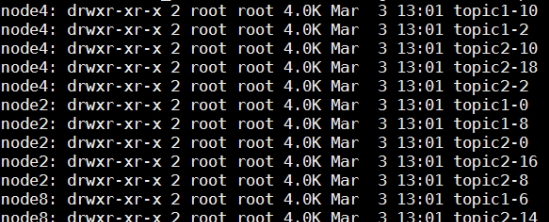 node4: drwxr-xr-x 2 root root 4.0K Mar  3 13:01 topic1-10
node4: drwxr-xr-x 2 root root 4.0K Mar  3 13:01 topic1-2
node4: drwxr-xr-x 2 root root 4.0K Mar  3 13:01 topic2-10
node4: drwxr-xr-x 2 root root 4.0K Mar  3 13:01 topic2-18
node4: drwxr-xr-x 2 root root 4.0K Mar  3 13:01 topic2-2
node2: drwxr-xr-x 2 root root 4.0K Mar  3 13:01 topic1-0
node2: drwxr-xr-x 2 root root 4.0K Mar  3 13:01 topic1-8
node2: drwxr-xr-x 2 root root 4.0K Mar  3 13:01 topic2-0
node2: drwxr-xr-x 2 root root 4.0K Mar  3 13:01 topic2-16
node2: drwxr-xr-x 2 root root 4.0K Mar  3 13:01 topic2-8
node8: drwxr-xr-x 2 root root 4.0K Mar  3 13:01 topic1-6
node8: drwxr-xr-x 2 root root 4.0K Mar  3 13:01 topic2-14